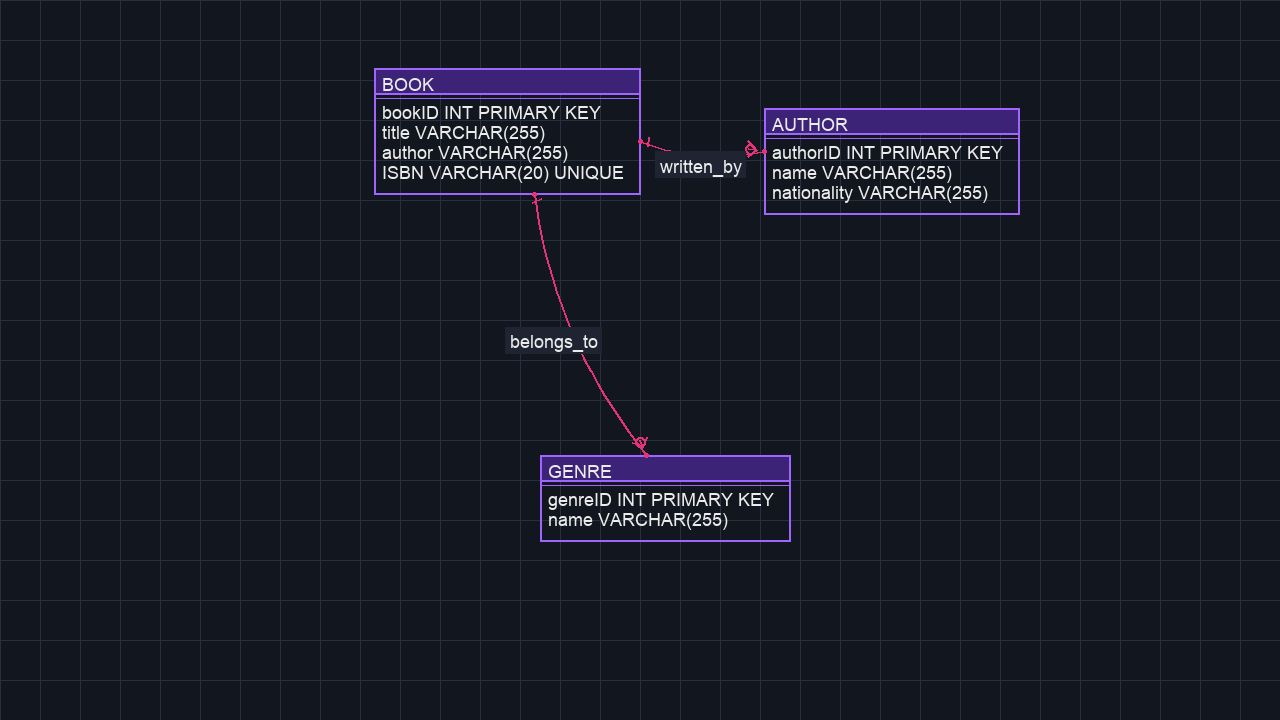 BOOK
bookID INT PRIMARY KEY
title VARCHAR(255)
author VARCHAR(255)
ISBN VARCHAR(20) UNIQUE
written_by
AUTHOR
authorID INT PRIMARY KEY
name VARCHAR(255)
nationality VARCHAR(255)
belongs_to
GENRE
genreID INT PRIMARY KEY
name VARCHAR(255)